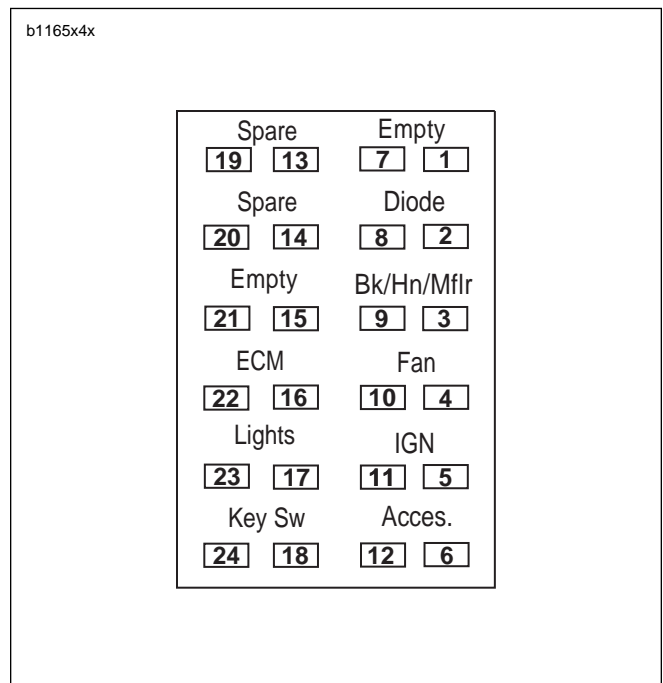 b1165x4x
Spare Empty
19 13 7 1
Spare Diode
20 14 8 2
Empty Bk/Hn/Mflr
21 15 9 3
ECM Fan
22 16 10 4
Lights IGN
23 17 11 5
Key Sw Acces.
24 18 12 6